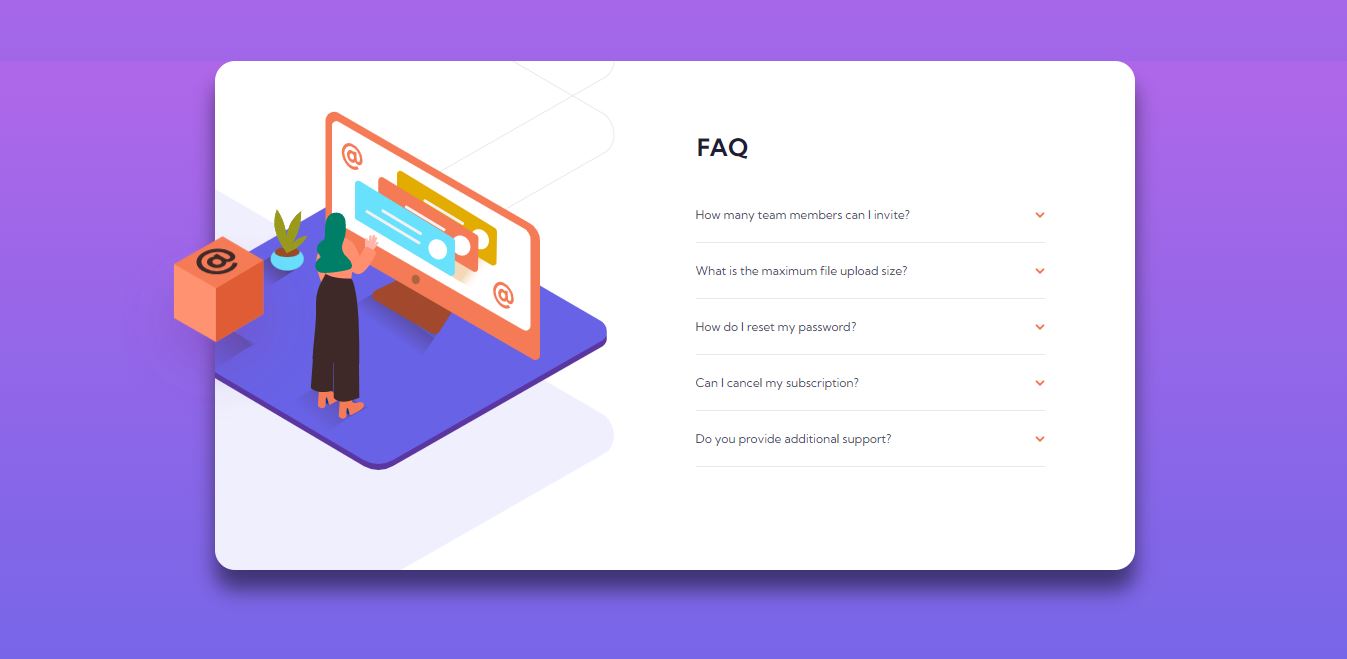 @
FAQ
@
How many team members can I invite?
What is the maximum file upload size?
@
How do I reset my password?
Can I cancel my subscription?
Do you provide additional support?